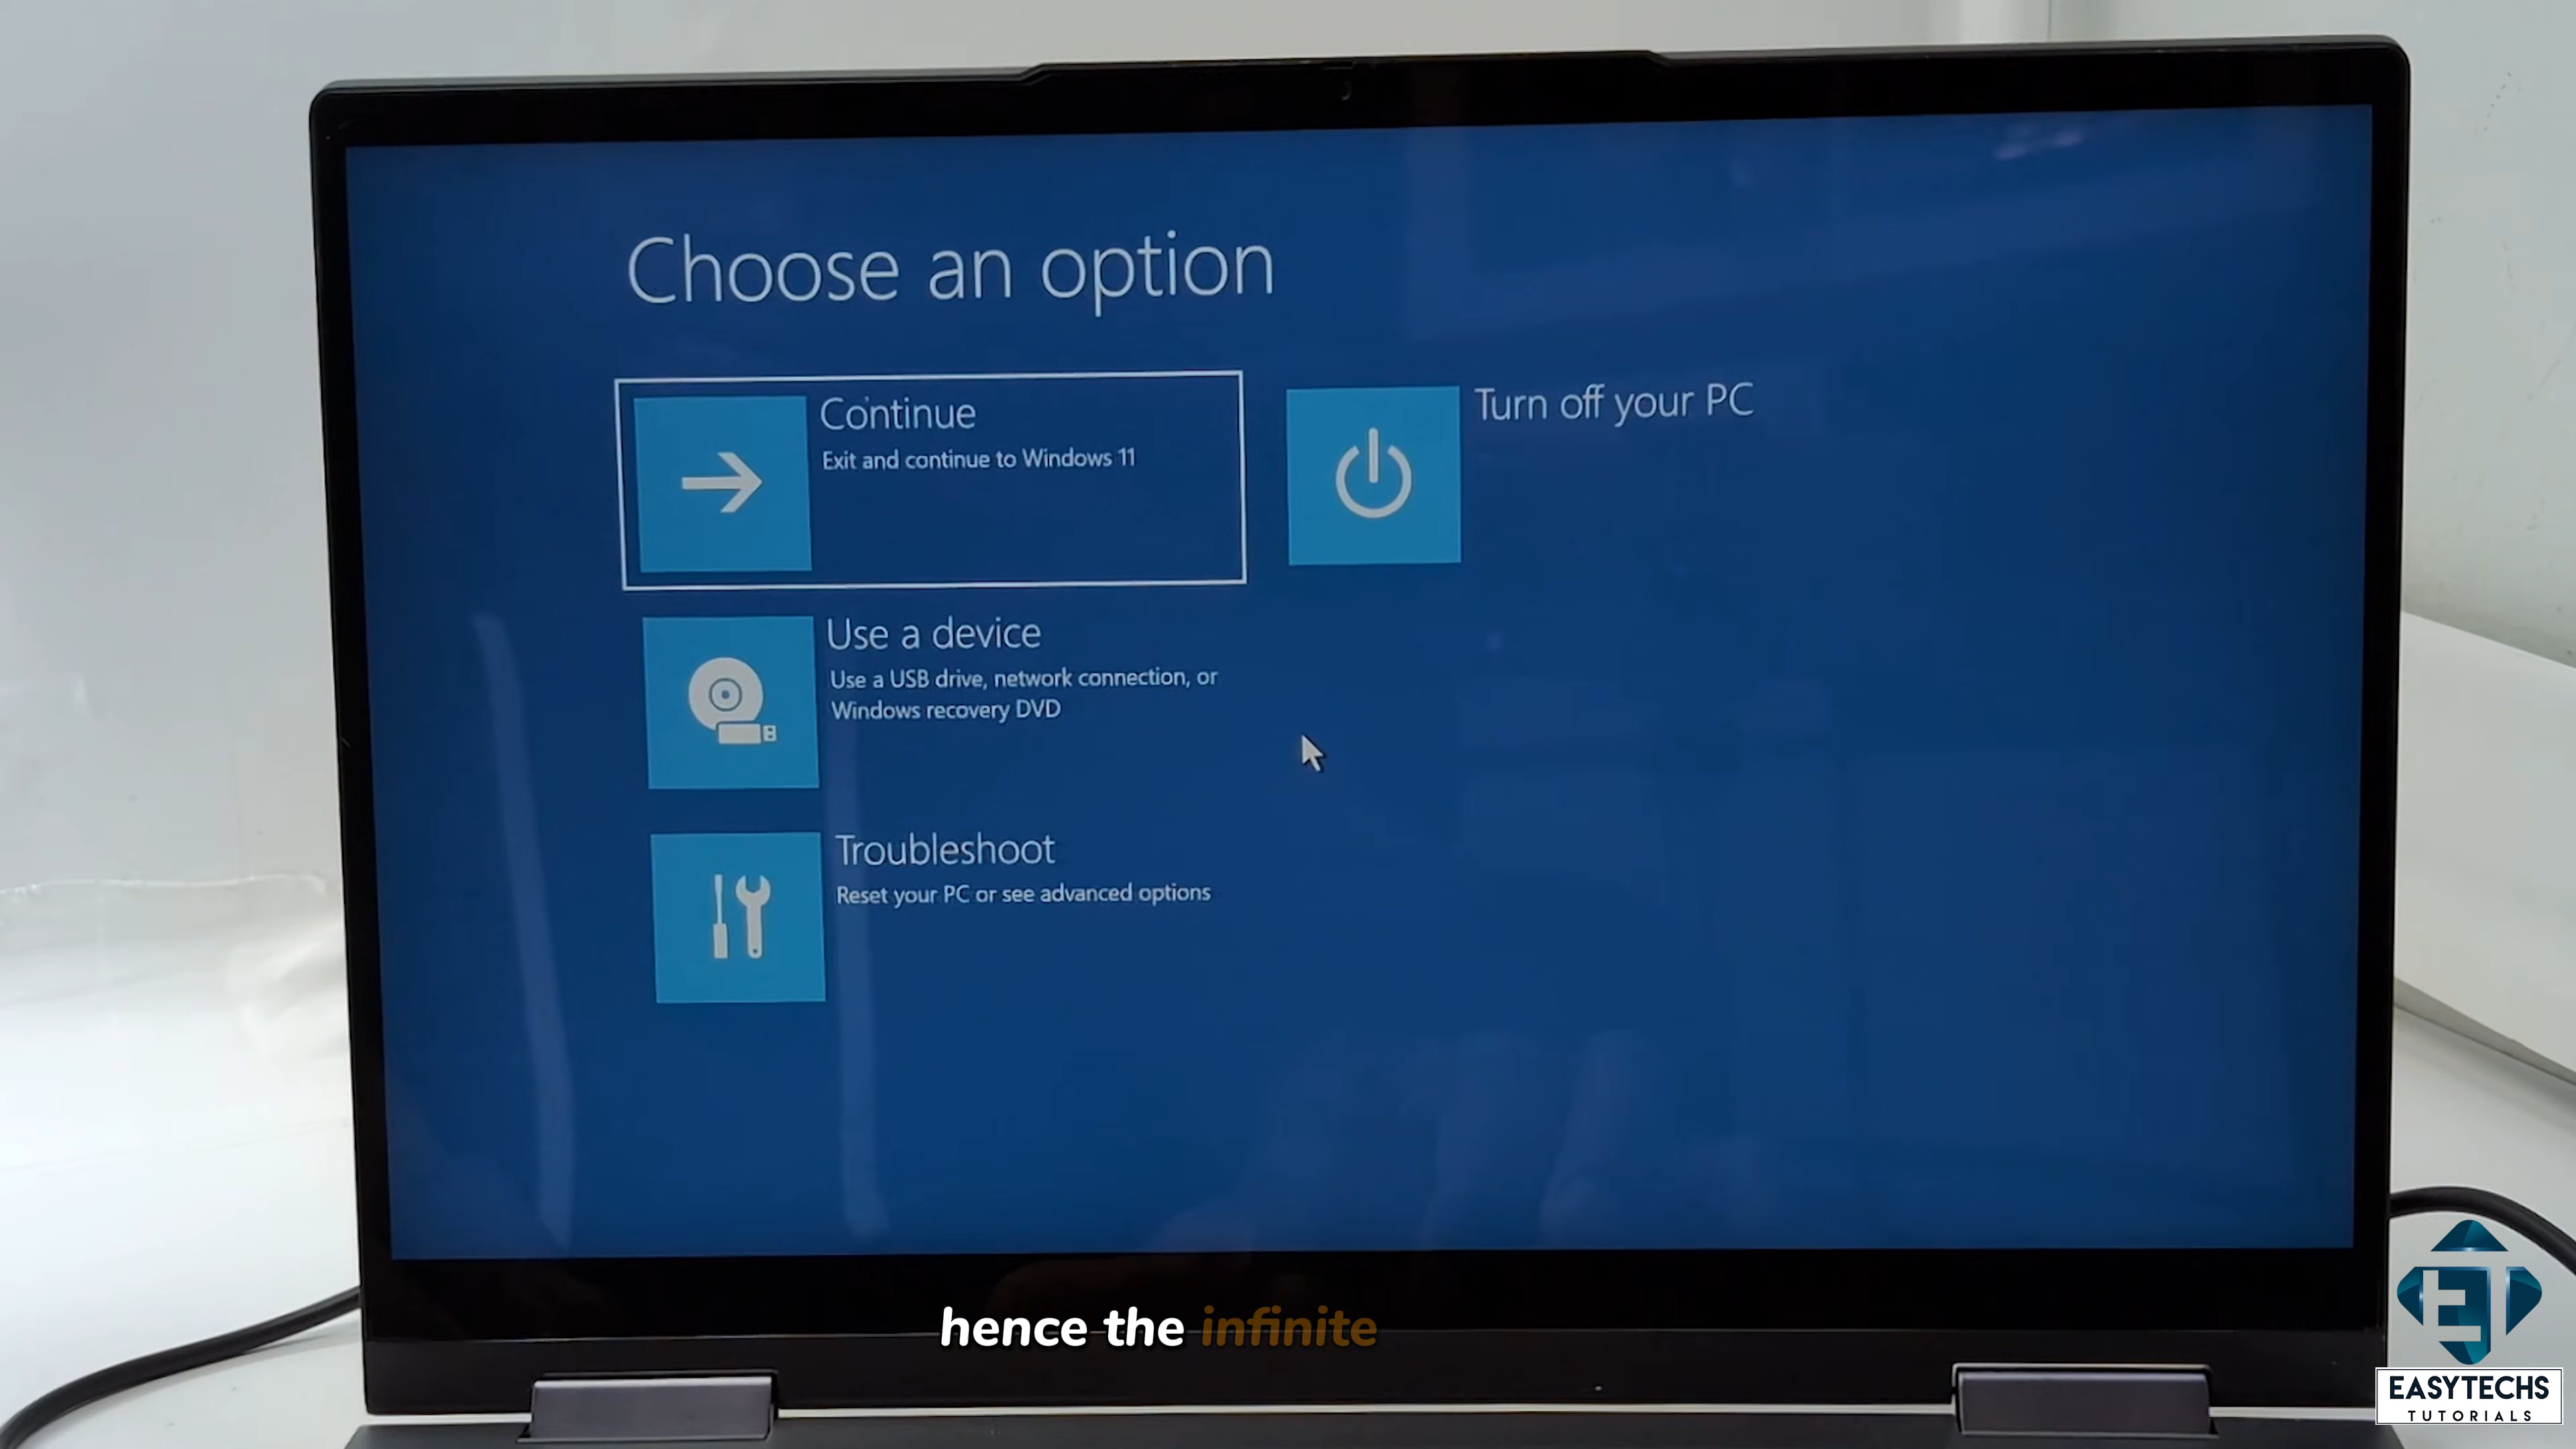 Choose an option
Continue
Exit and continue to Windows 11
Turn off your PC
Use a device
Use a USB drive, network connection, or
Windows recovery DVD
Troubleshoot
Reset your PC or see advanced options
hence the infinite
ET
EASYTECHS
TUTORIALS